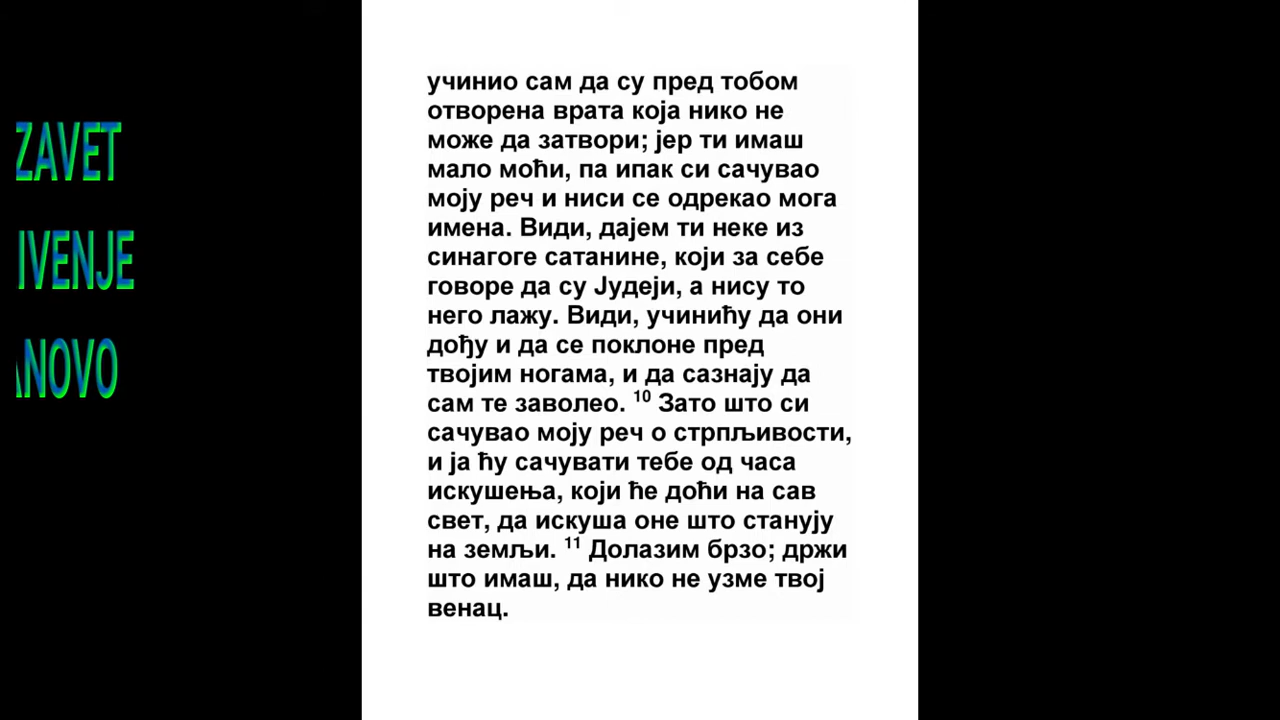 ZAVET
IVENJE
NOVO
учинио сам да су пред тобом
отворена врата која нико не
може да затвори; јер ти имаш
мало моћи, па ипак си сачувао
моју реч и ниси се одрекао мога
имена. Види, дајем ти неке из
синагоге сатанине, који за себе
говоре да су Јудеји, а нису то
него лажу. Види, учинићу да они
дођу и да се поклоне пред
твојим ногама, и да сазнају да
сам те заволео. 10 Зато што си
сачувао моју реч о стрпљивости,
и ја ћу сачувати тебе од часа
искушења, који ће доћи на сав
свет, да искуша оне што станују
на земљи. 11 Долазим брзо; држи
што имаш, да нико не узме твој
венац.